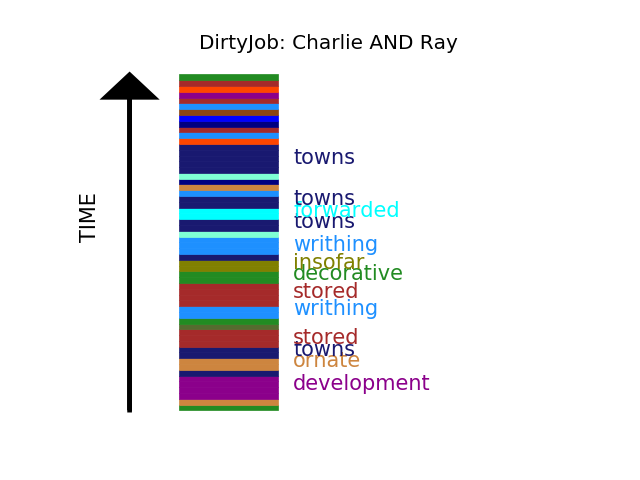 DirtyJob: Charlie AND Ray
TIME
towns
towns
forwarded
towns
writhing
insofar
decorative
stored
writhing
stored
towns
ornate
development